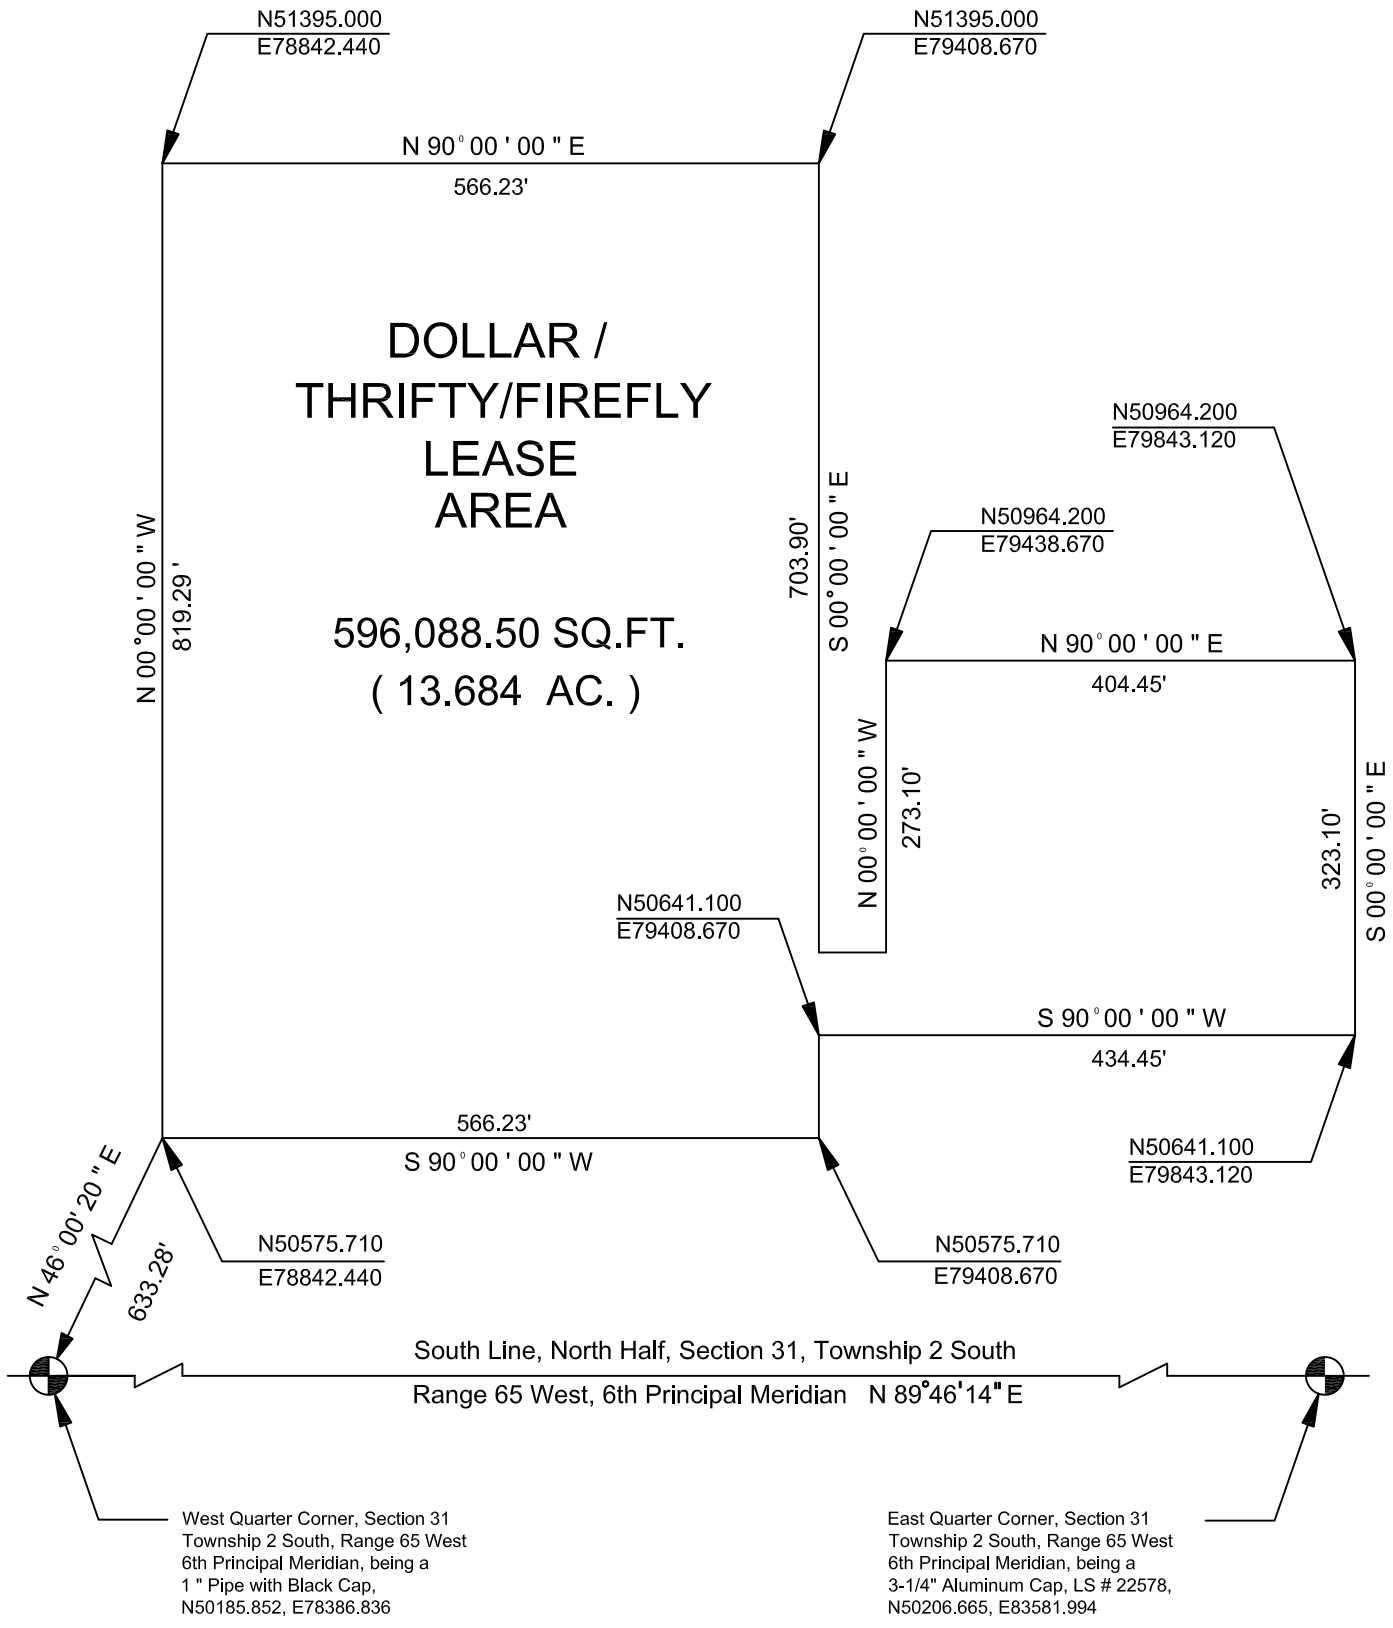 N51395.000
E78842.440
N51395.000
E79408.670
N 90° 00 ' 00 " E
566.23'
DOLLAR /
THRIFTY/FIREFLY
LEASE
AREA
596,088.50 SQ.FT.
( 13.684 AC. )
N 00° 00 ' 00 " W
819.29 '
703.90'
S 00° 00 ' 00 " E
N50964.200
E79843.120
N50964.200
E79438.670
N 90° 00 ' 00 " E
404.45'
N 00° 00 ' 00 " W
273.10'
323.10'
S 00° 00 ' 00 " E
N50641.100
E79408.670
S 90° 00 ' 00 " W
434.45'
566.23'
S 90° 00 ' 00 " W
N50641.100
E79843.120
N 46° 00' 20 " E
633.28'
N50575.710
E78842.440
N50575.710
E79408.670
South Line, North Half, Section 31, Township 2 South
Range 65 West, 6th Principal Meridian N 89°46'14" E
West Quarter Corner, Section 31
Township 2 South, Range 65 West
6th Principal Meridian, being a
1 " Pipe with Black Cap,
N50185.852, E78386.836
East Quarter Corner, Section 31
Township 2 South, Range 65 West
6th Principal Meridian, being a
3-1/4" Aluminum Cap, LS # 22578,
N50206.665, E83581.994